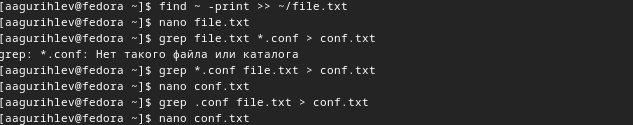 [aagurihlev@fedora ~]$ find ~ -print >> ~/file.txt
[aagurihlev@fedora ~]$ nano file.txt
[aagurihlev@fedora ~]$ grep file.txt *.conf > conf.txt
grep: *.conf: Нет такого файла или каталога
[aagurihlev@fedora ~]$ grep *.conf file.txt > conf.txt
[aagurihlev@fedora ~]$ nano conf.txt
[aagurihlev@fedora ~]$ grep .conf file.txt > conf.txt
[aagurihlev@fedora ~]$ nano conf.txt